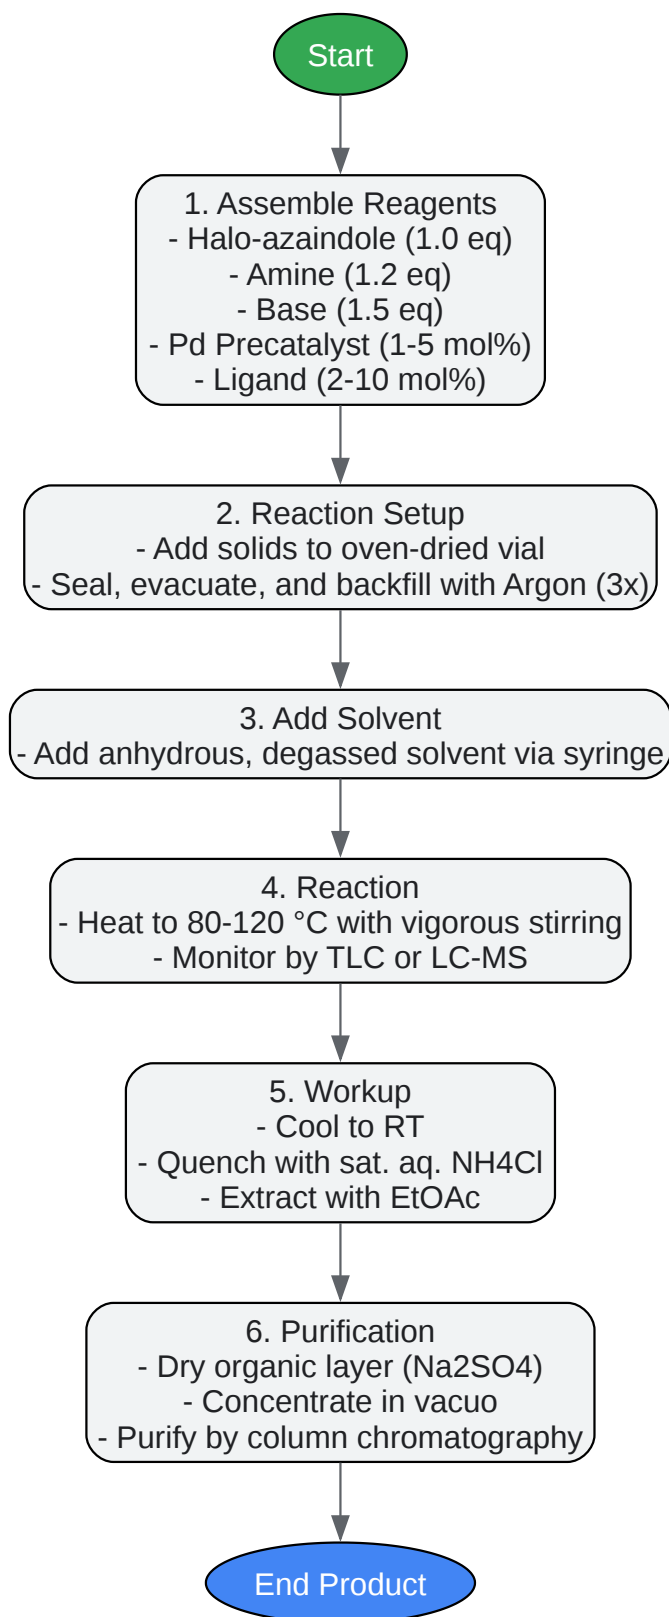 Start
1. Assemble Reagents
- Halo-azaindole (1.0 eq)
- Amine (1.2 eq)
- Base (1.5 eq)
- Pd Precatalyst (1-5 mol%)
- Ligand (2-10 mol%)
2. Reaction Setup
- Add solids to oven-dried vial
- Seal, evacuate, and backfill with Argon (3x)
3. Add Solvent
- Add anhydrous, degassed solvent via syringe
4. Reaction
- Heat to 80-120 °C with vigorous stirring
- Monitor by TLC or LC-MS
5. Workup
- Cool to RT
- Quench with sat. aq. NH4Cl
- Extract with EtOAc
6. Purification
- Dry organic layer (Na2SO4)
- Concentrate in vacuo
- Purify by column chromatography
End Product